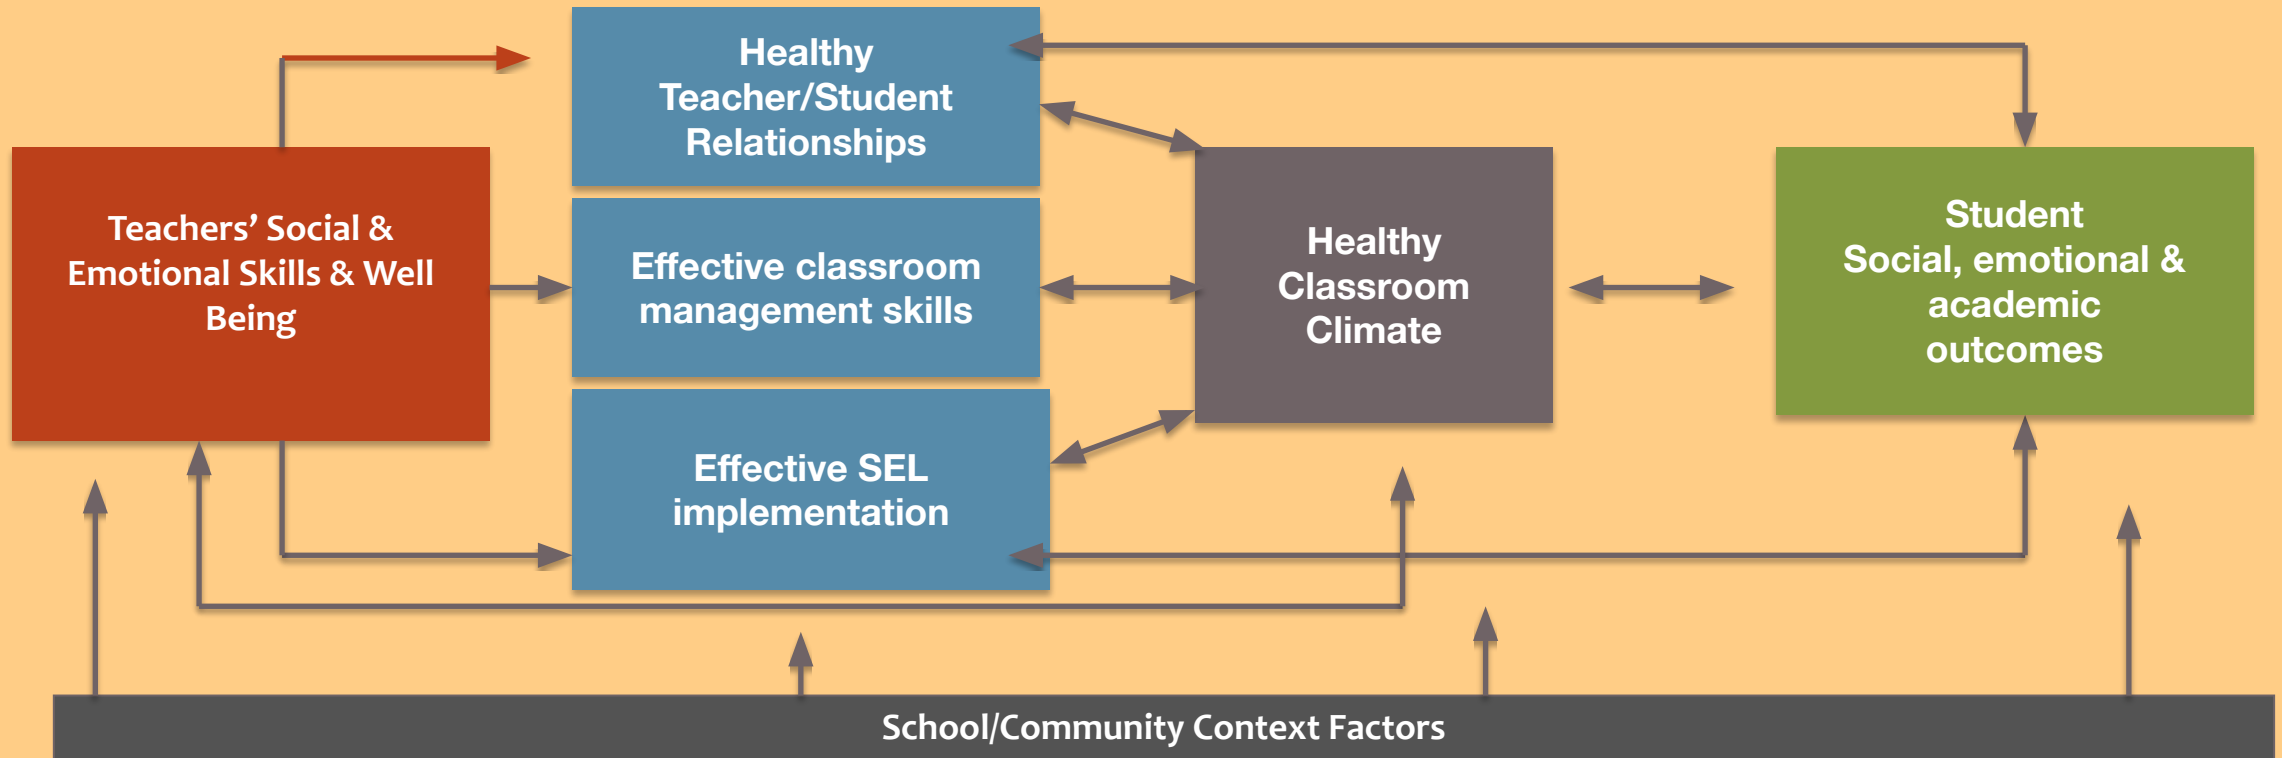 Healthy
Teacher/Student
Relationships
Teachers’ Social &
Emotional Skills & Well
Being
Effective classroom
management skills
Effective SEL
implementation
Healthy
Classroom
Climate
Student
Social, emotional &
academic
outcomes
School/Community Context Factors